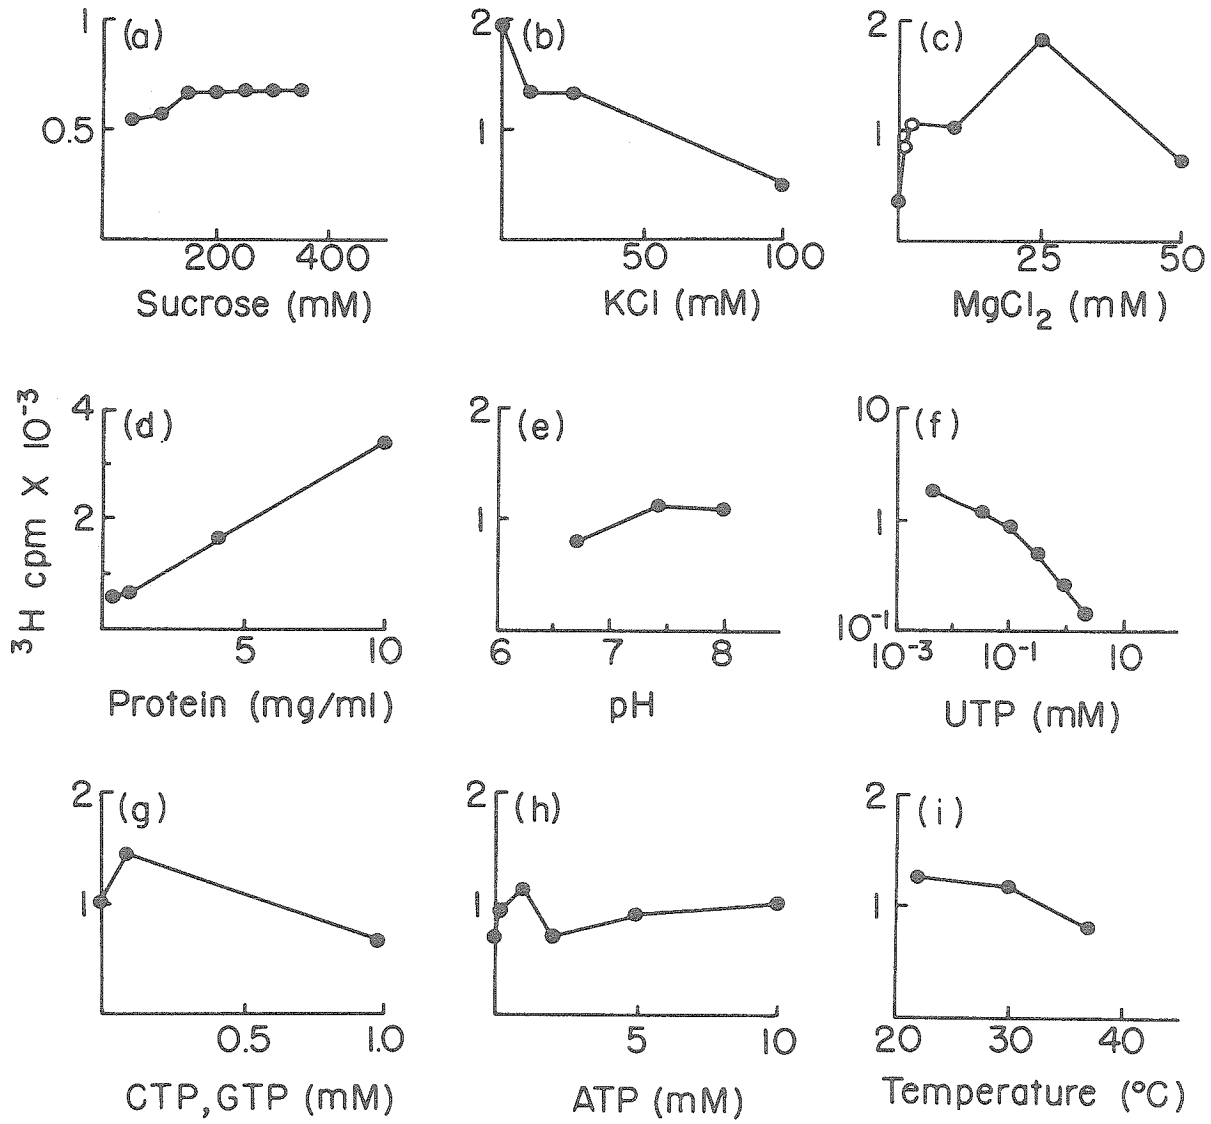 1
(a)
0.5
200 400
Sucrose (mM)
2
(b)
1
50 100
KCl (mM)
2
(c)
1
25 50
MgCl2 (mM)
³H cpm X 10⁻³
4
(d)
2
5 10
Protein (mg/ml)
2
(e)
1
6 7 8
pH
10
(f)
1
10⁻¹
10⁻³ 10⁻¹ 10
UTP (mM)
2
(g)
1
0.5 1.0
CTP,GTP (mM)
2
(h)
1
5 10
ATP (mM)
2
(i)
1
20 30 40
Temperature (°C)